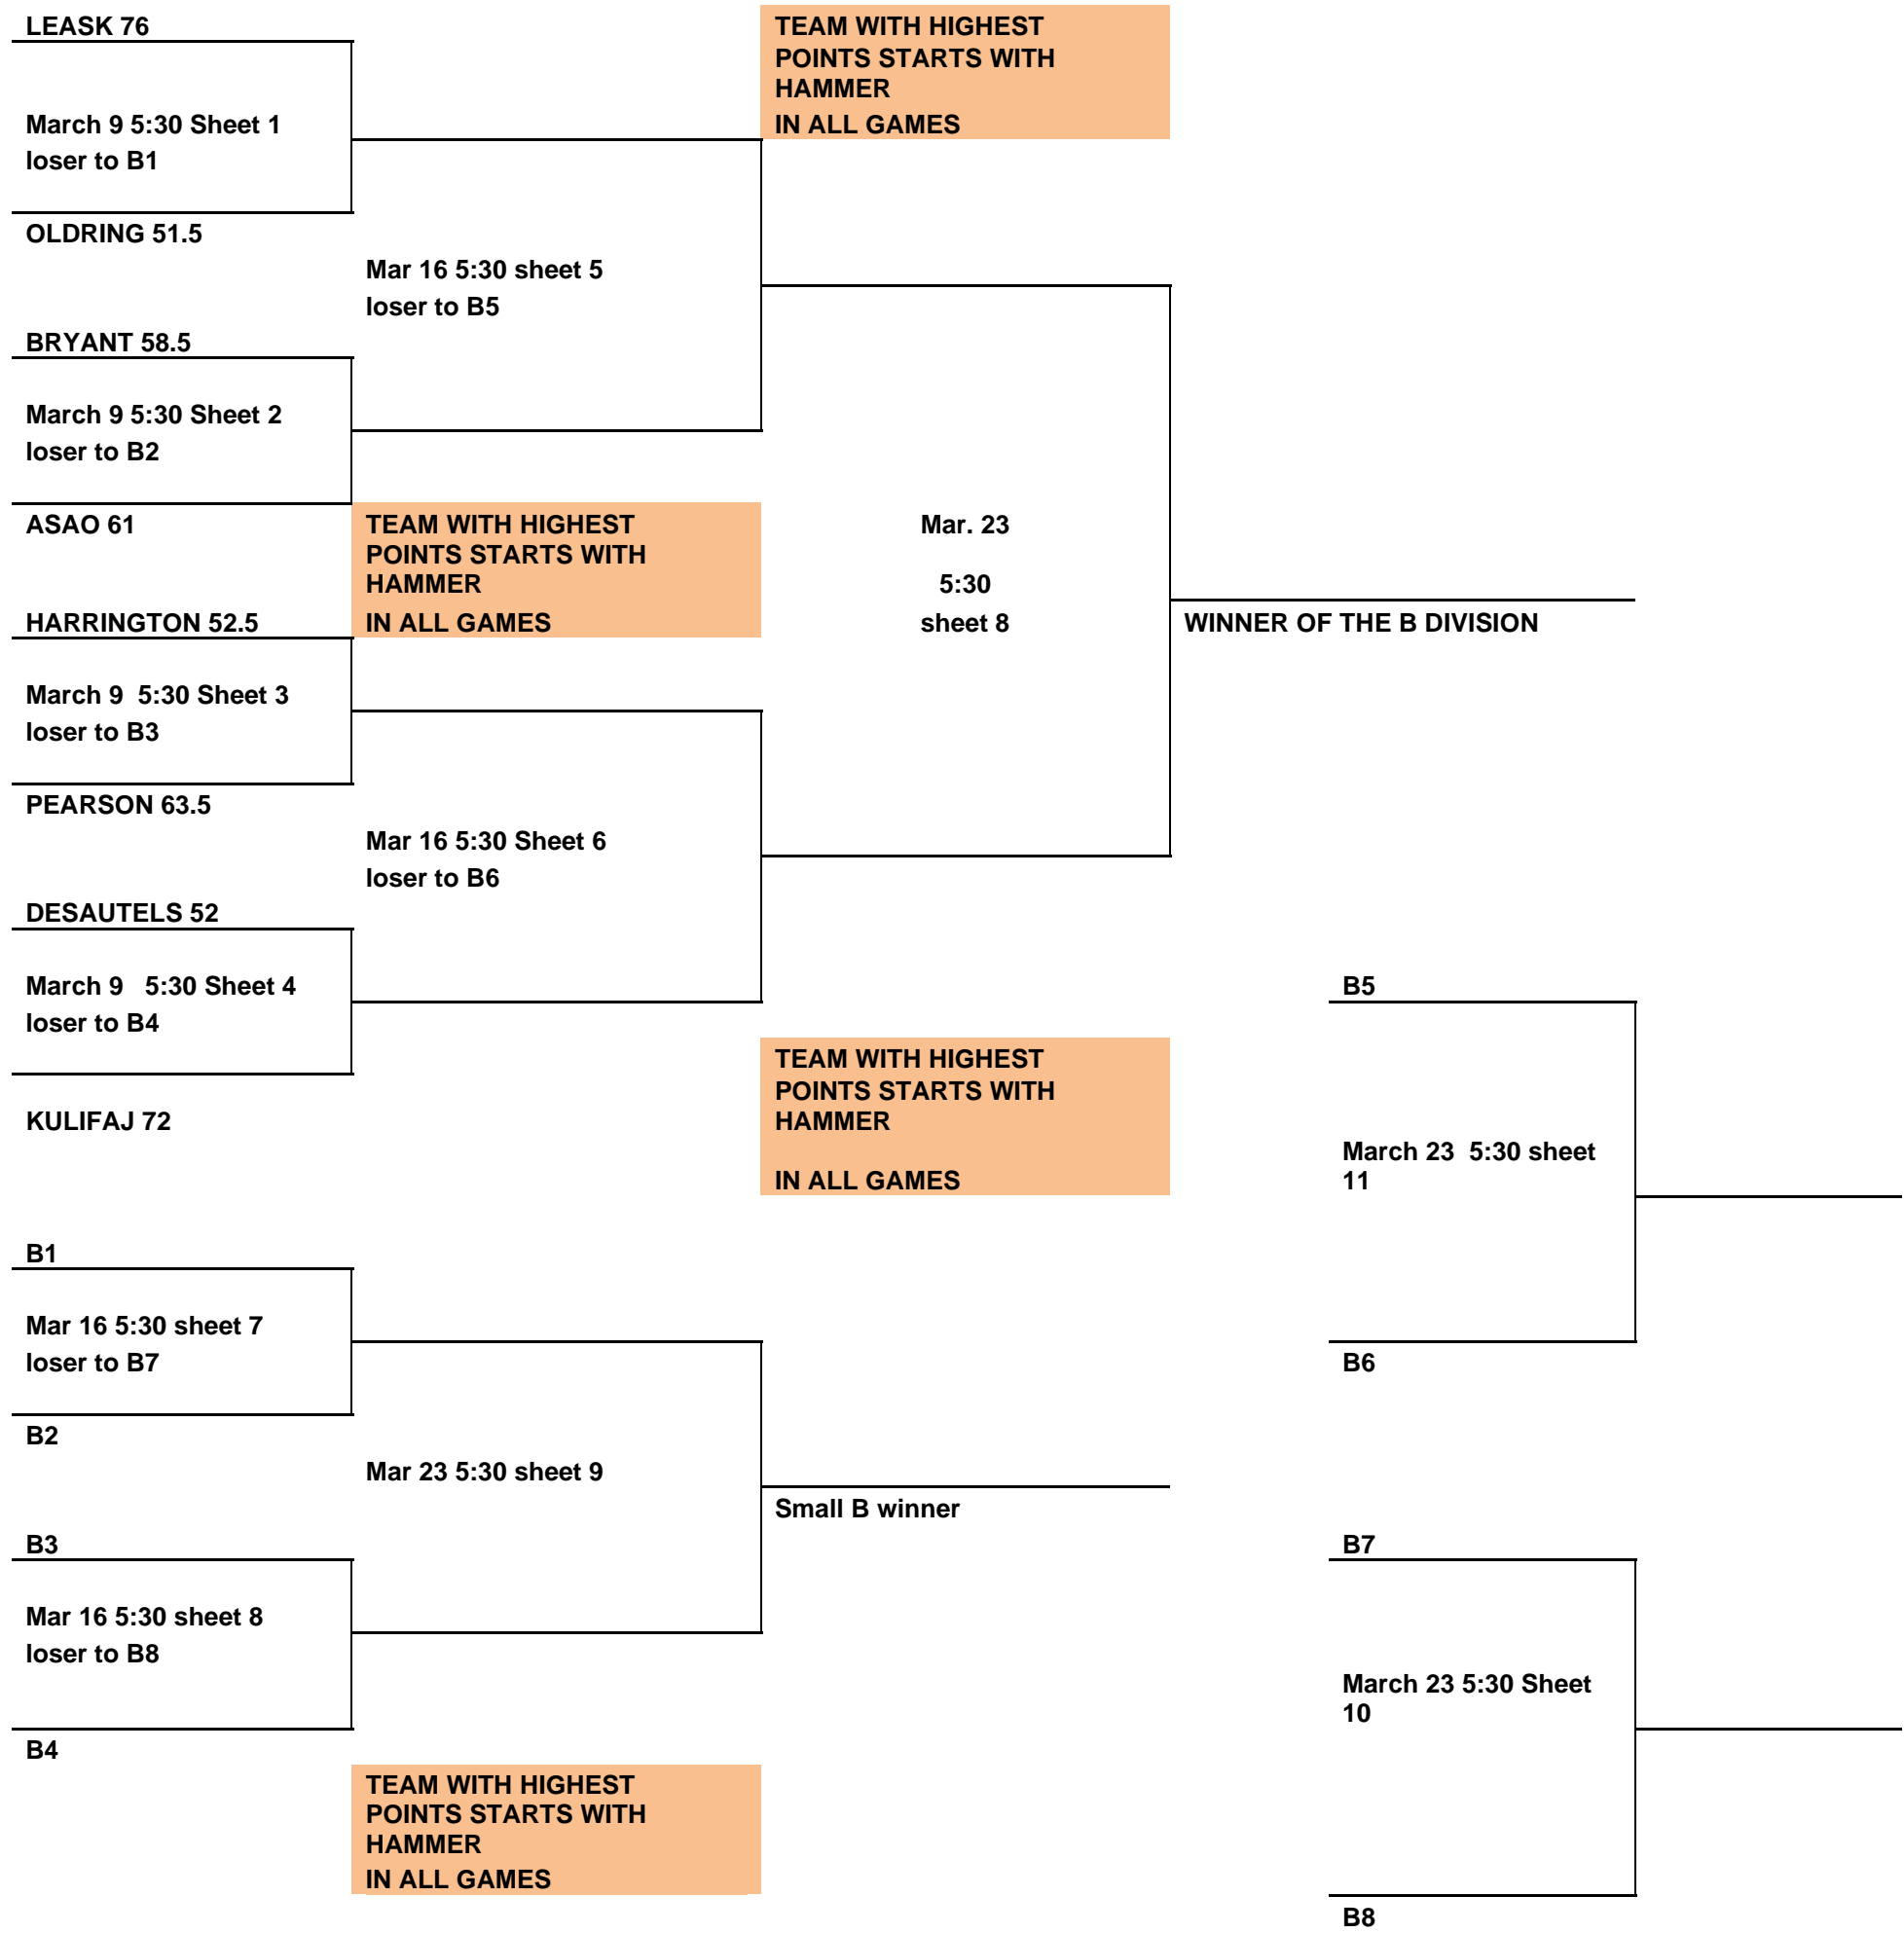 LEASK 76
TEAM WITH HIGHEST
POINTS STARTS WITH
HAMMER
IN ALL GAMES
March 9 5:30 Sheet 1
loser to B1
OLDRING 51.5
Mar 16 5:30 sheet 5
loser to B5
BRYANT 58.5
March 9 5:30 Sheet 2
loser to B2
ASAO 61
TEAM WITH HIGHEST
POINTS STARTS WITH
HAMMER
IN ALL GAMES
Mar. 23
5:30
sheet 8
HARRINGTON 52.5
WINNER OF THE B DIVISION
March 9  5:30 Sheet 3
loser to B3
PEARSON 63.5
Mar 16 5:30 Sheet 6
loser to B6
DESAUTELS 52
March 9   5:30 Sheet 4
loser to B4
B5
TEAM WITH HIGHEST
POINTS STARTS WITH
HAMMER
IN ALL GAMES
KULIFAJ 72
March 23  5:30 sheet
11
B1
Mar 16 5:30 sheet 7
loser to B7
B6
B2
Mar 23 5:30 sheet 9
Small B winner
B3
B7
Mar 16 5:30 sheet 8
loser to B8
March 23 5:30 Sheet
10
B4
TEAM WITH HIGHEST
POINTS STARTS WITH
HAMMER
IN ALL GAMES
B8